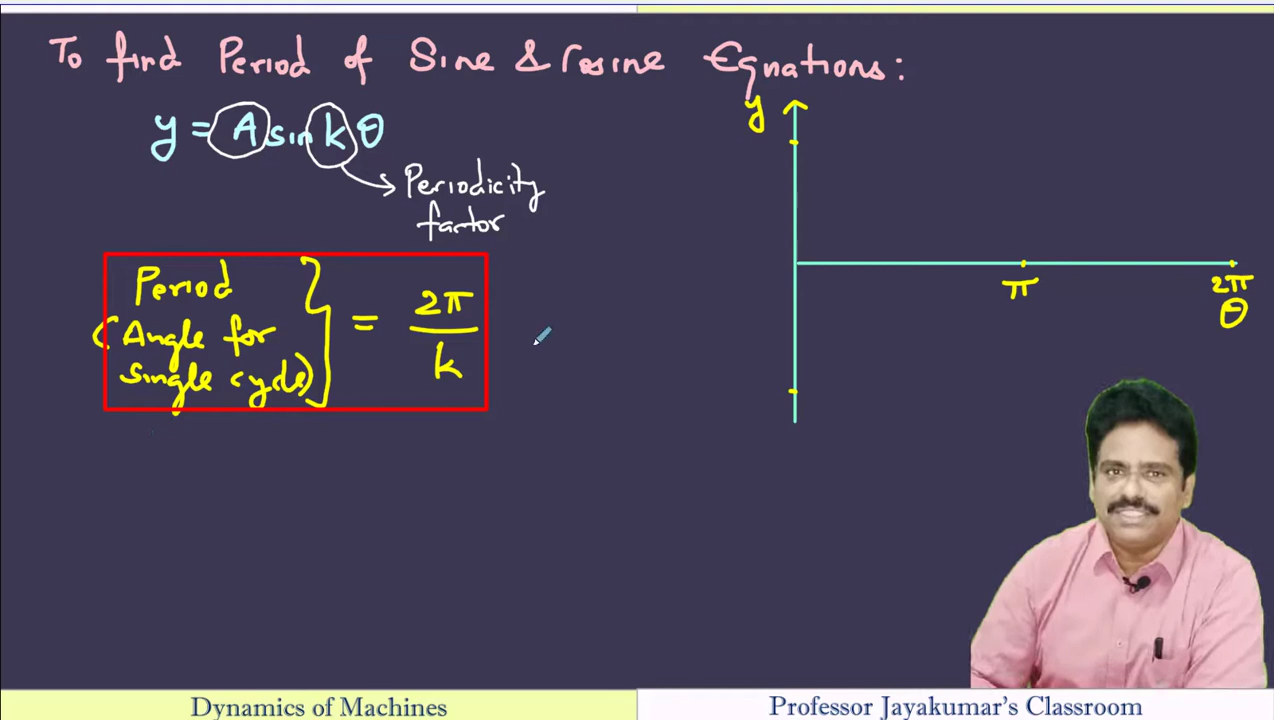 To find Period of Sine & Cosine Equations:
y = A sin k θ
Periodicity
factor
Period
(Angle for
single cycle)
= 2π
k
y
π
2π
θ
Dynamics of Machines
Professor Jayakumar's Classroom